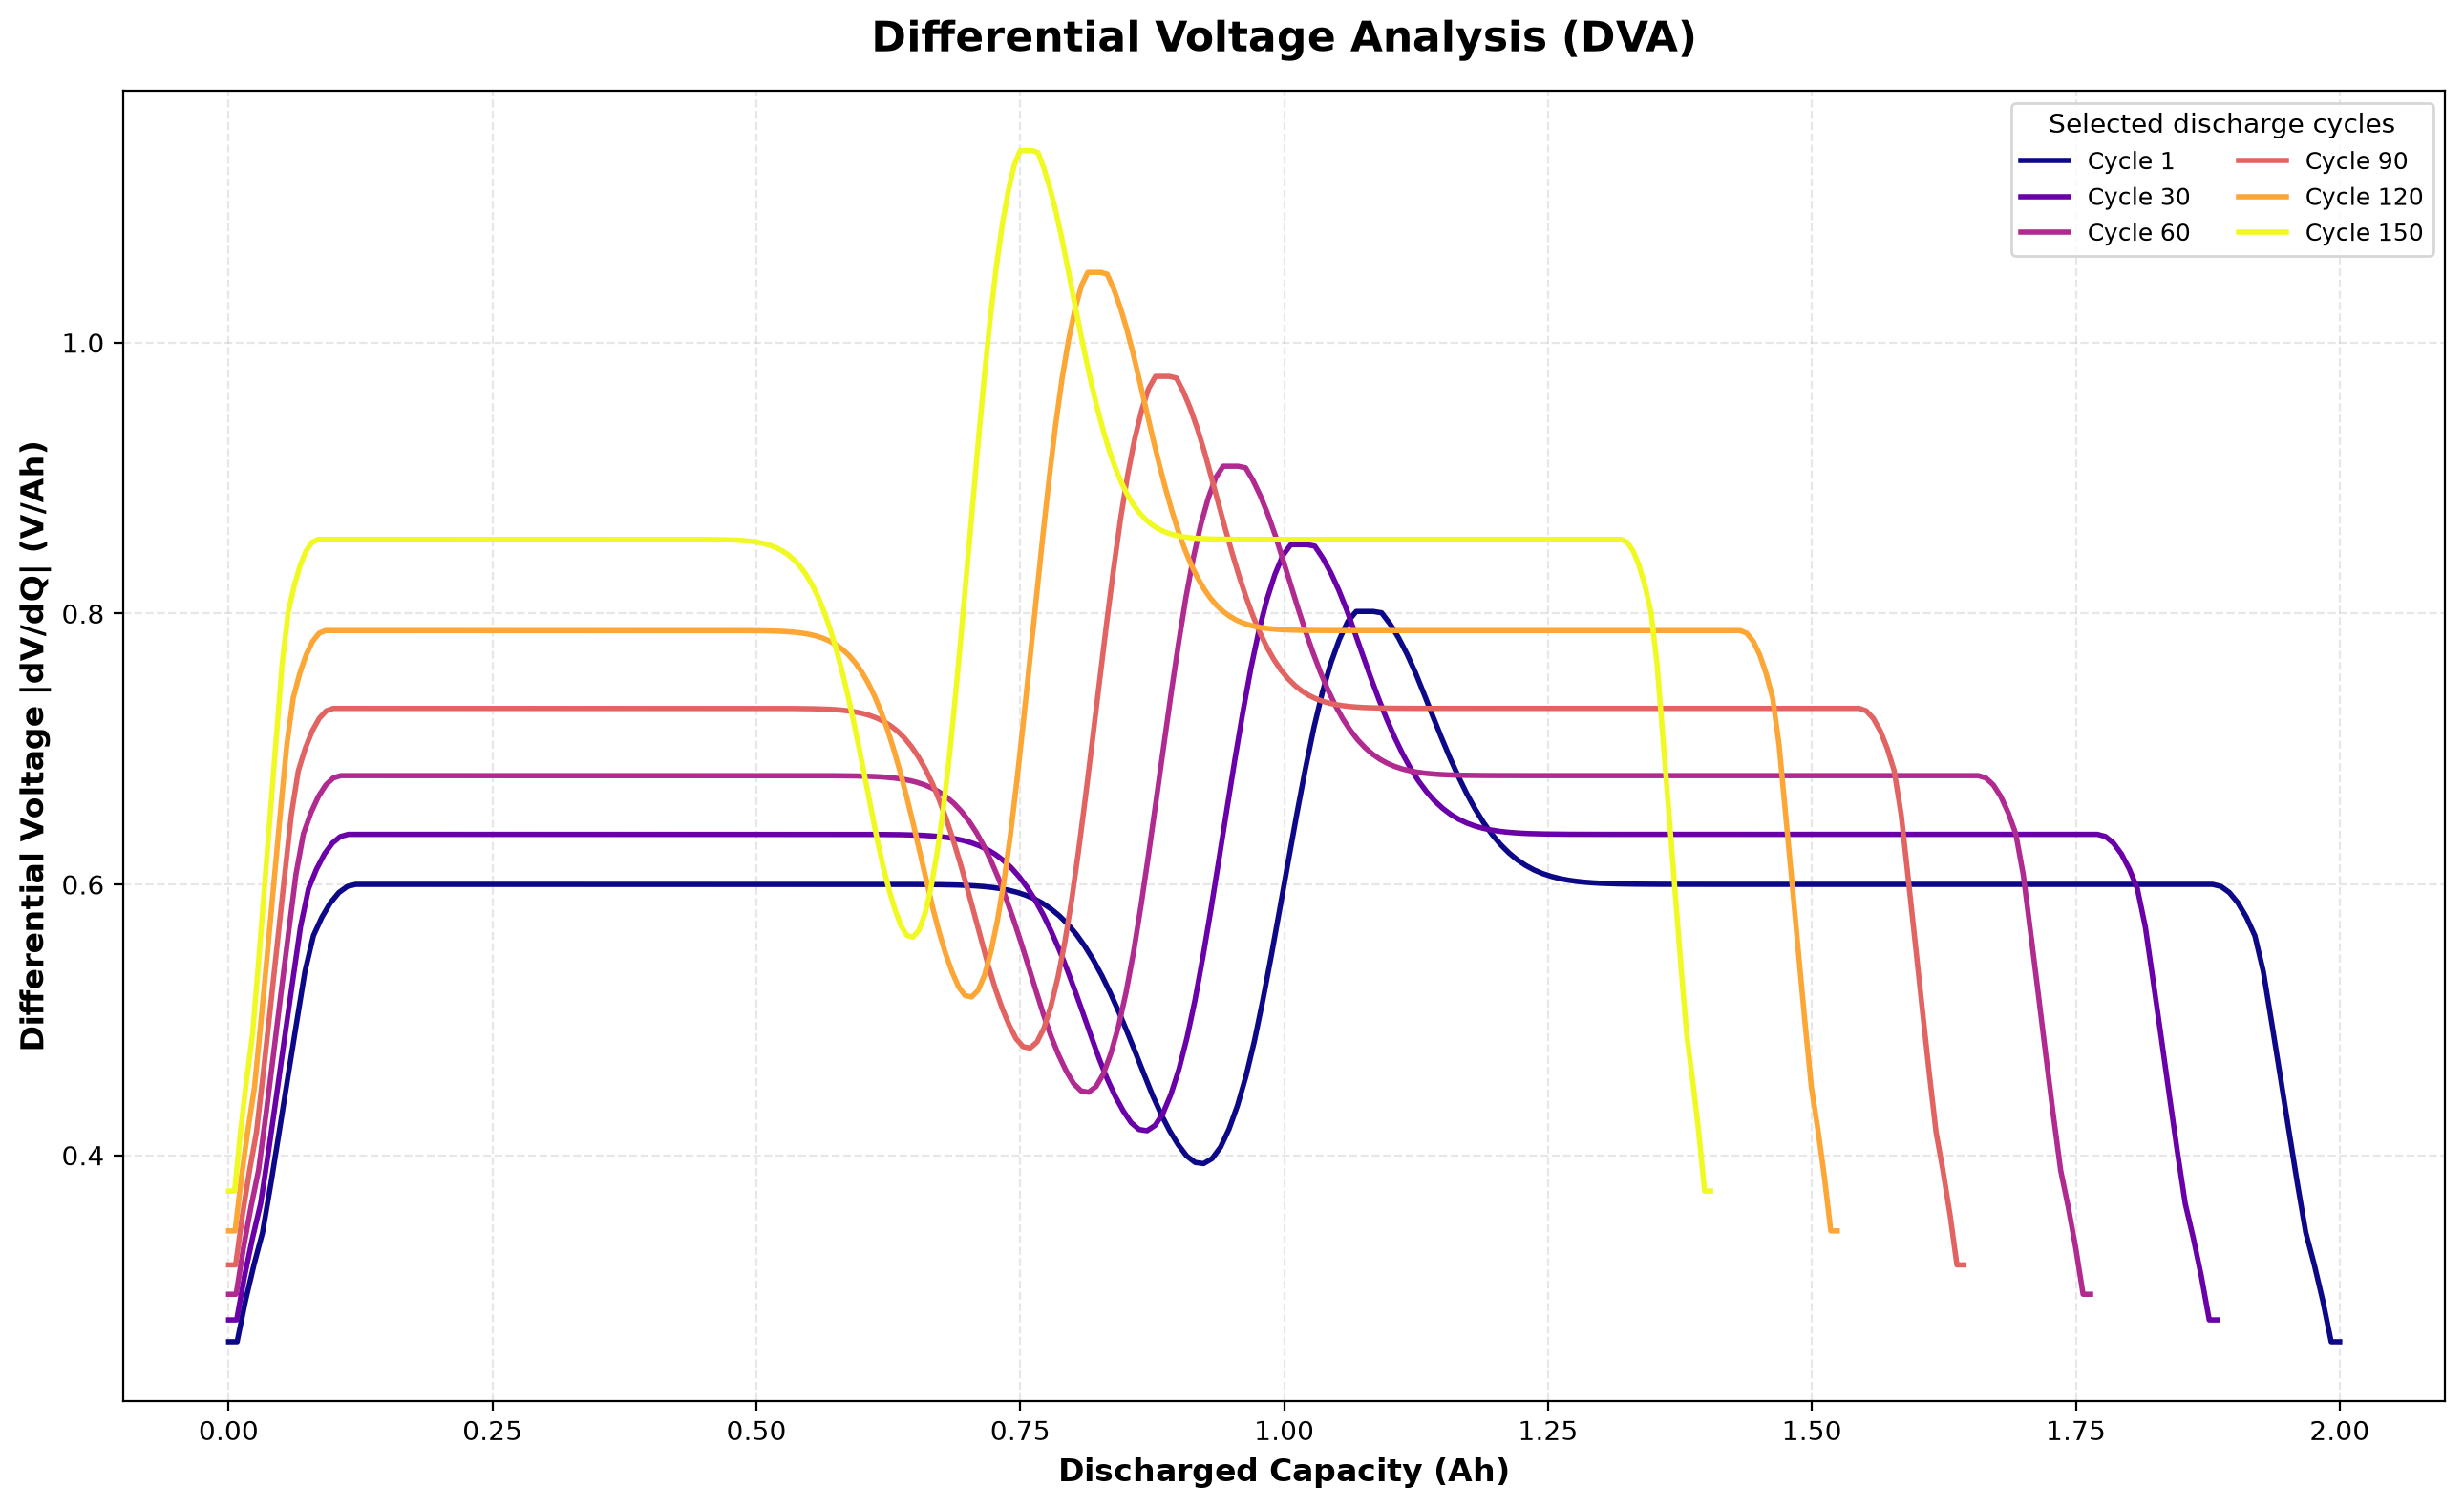 Differential Voltage Analysis (DVA)
Selected discharge cycles
Cycle 1
Cycle 30
Cycle 60
Cycle 90
Cycle 120
Cycle 150
Differential Voltage |dV/dQ| (V/Ah)
1.0
0.8
0.6
0.4
0.00 0.25 0.50 0.75 1.00 1.25 1.50 1.75 2.00
Discharged Capacity (Ah)